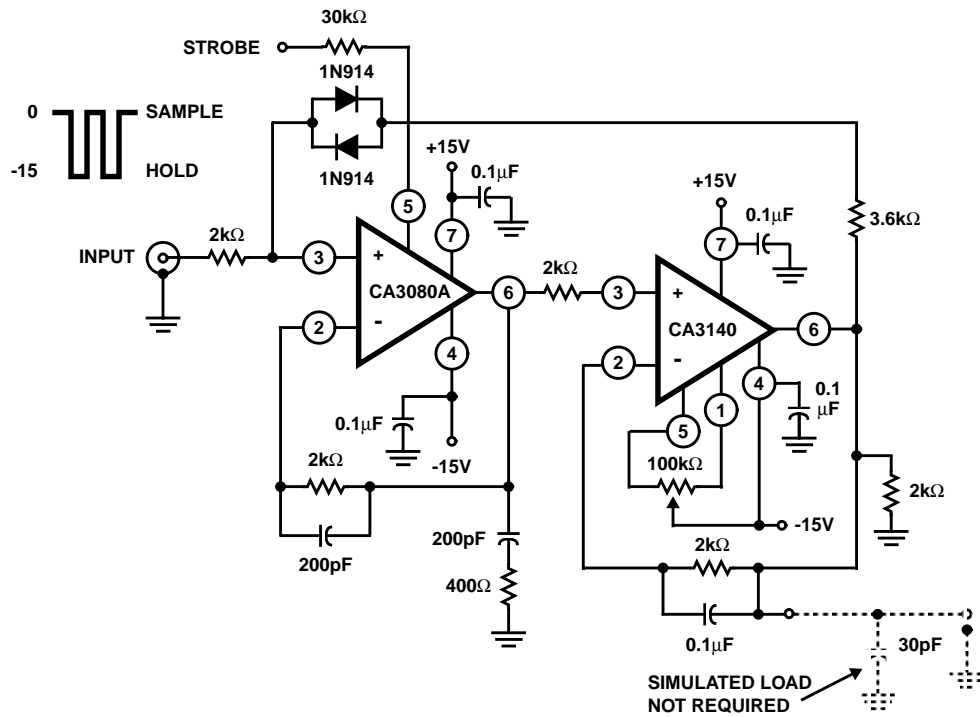 30kΩ
STROBE
1N914
0
SAMPLE
-15
HOLD
1N914
+15V
0.1µF
5
7
+15V
0.1µF
7
3.6kΩ
INPUT
2kΩ
3
+
CA3080A
6
2kΩ
3
+
CA3140
6
2
-
4
2
-
4
0.1
µF
0.1µF
-15V
5
1
100kΩ
-15V
2kΩ
2kΩ
200pF
200pF
400Ω
2kΩ
0.1µF
30pF
SIMULATED LOAD
NOT REQUIRED